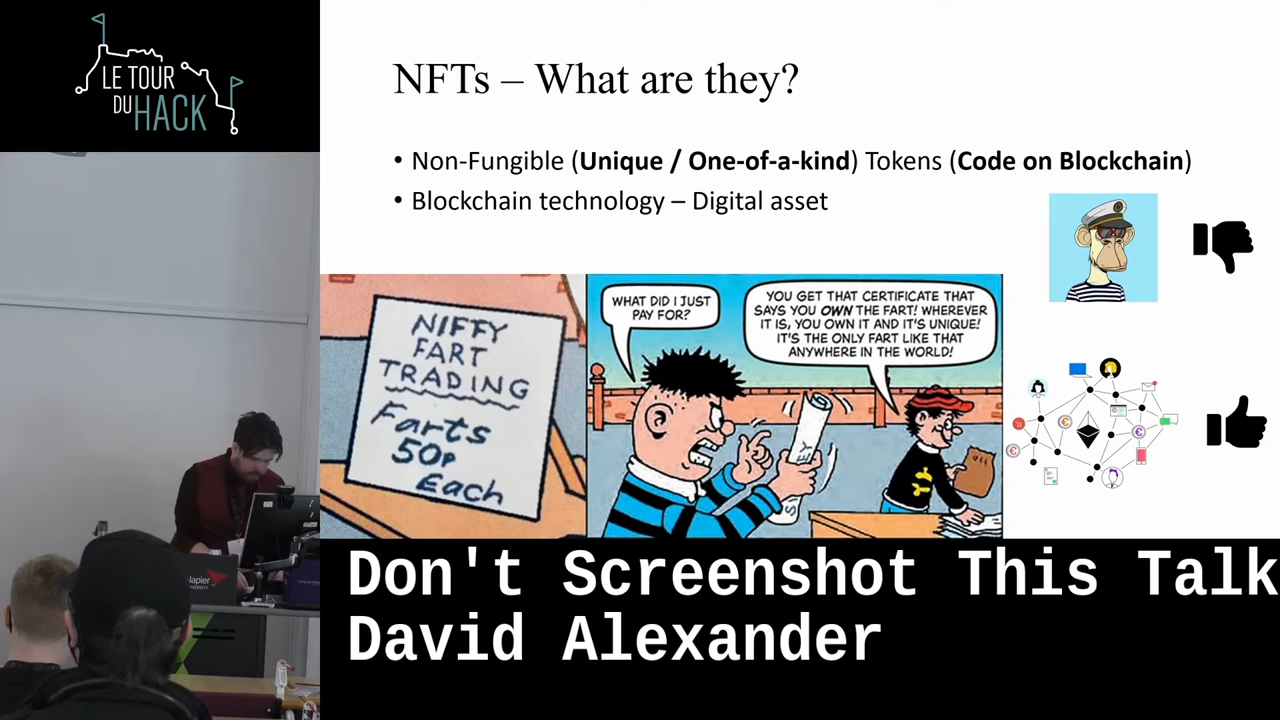 LE TOUR
DU HACK
NFTs – What are they?
• Non-Fungible (Unique / One-of-a-kind) Tokens (Code on Blockchain)
• Blockchain technology – Digital asset
NIFFY
FART
TRADING
Farts
50p
Each
WHAT DID I JUST
PAY FOR?
YOU GET THAT CERTIFICATE THAT
SAYS YOU OWN THE FART! WHEREVER
IT IS, YOU OWN IT AND IT'S UNIQUE!
IT'S THE ONLY FART LIKE THAT
ANYWHERE IN THE WORLD!
Don't Screenshot This Talk
David Alexander